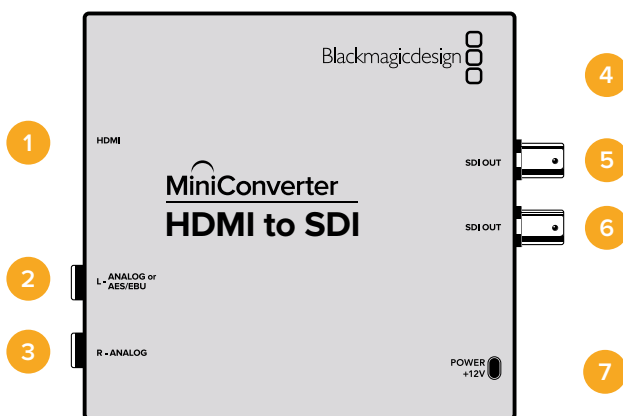 Blackmagicdesign
4
1
HDMI
SDI OUT
5
MiniConverter
HDMI to SDI
SDI OUT
6
2
L - ANALOG or
AES/EBU
3
R - ANALOG
POWER
+12V
7